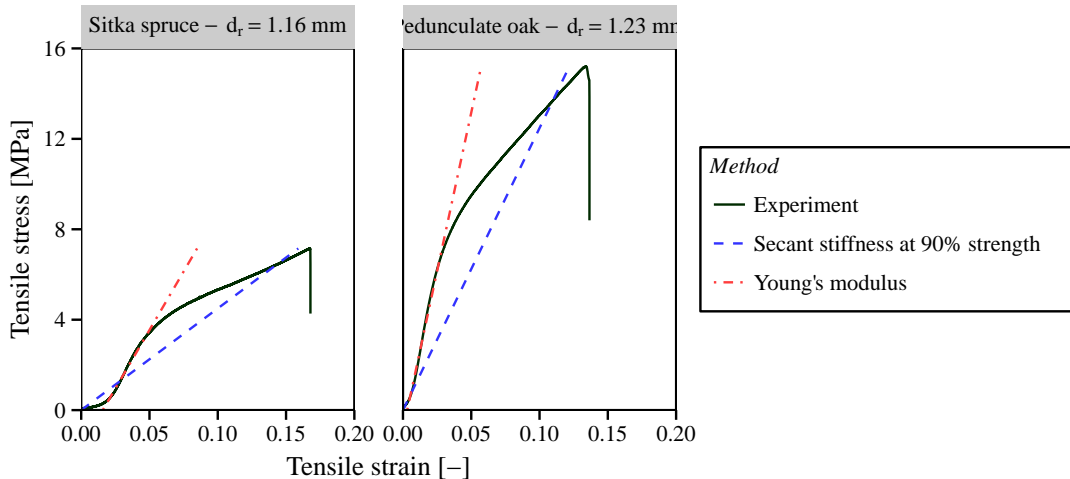 Sitka spruce − dr = 1.16 mm
Pedunculate oak − dr = 1.23 mm
Tensile stress [MPa]
16
12
8
4
0
0.00 0.05 0.10 0.15 0.20
0.00 0.05 0.10 0.15 0.20
Tensile strain [−]
Method
Experiment
Secant stiffness at 90% strength
Young's modulus